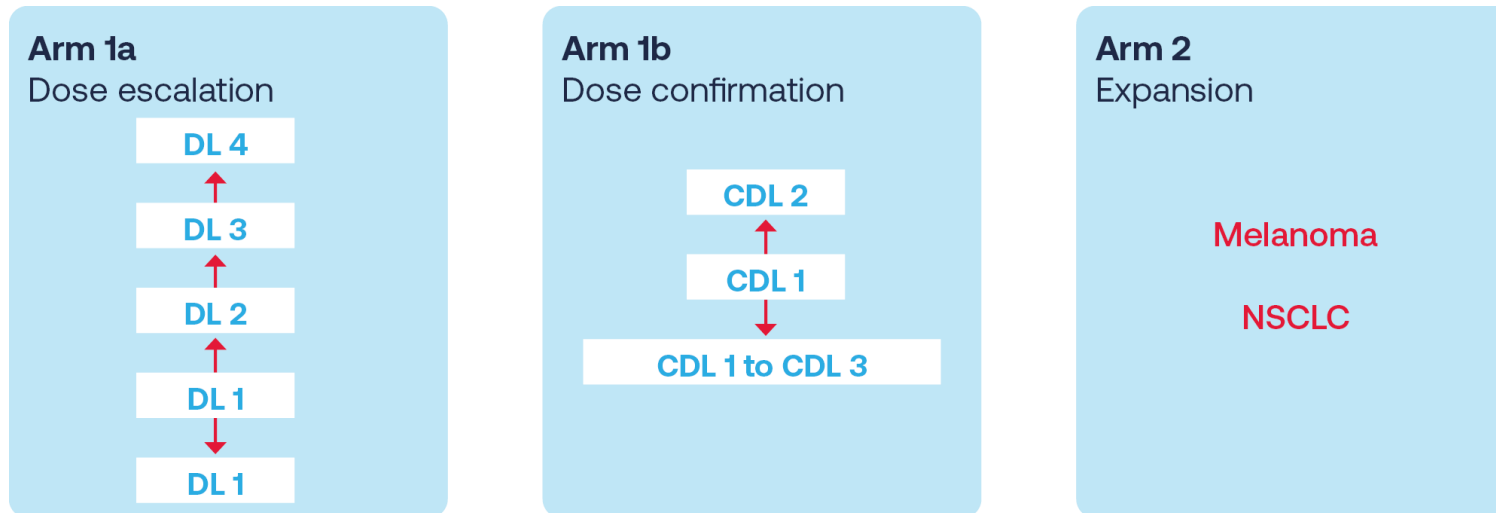 Arm 1a
Dose escalation
DL 4
DL 3
DL 2
DL 1
DL 1
Arm 1b
Dose confirmation
CDL 2
CDL 1
CDL 1 to CDL 3
Arm 2
Expansion
Melanoma
NSCLC